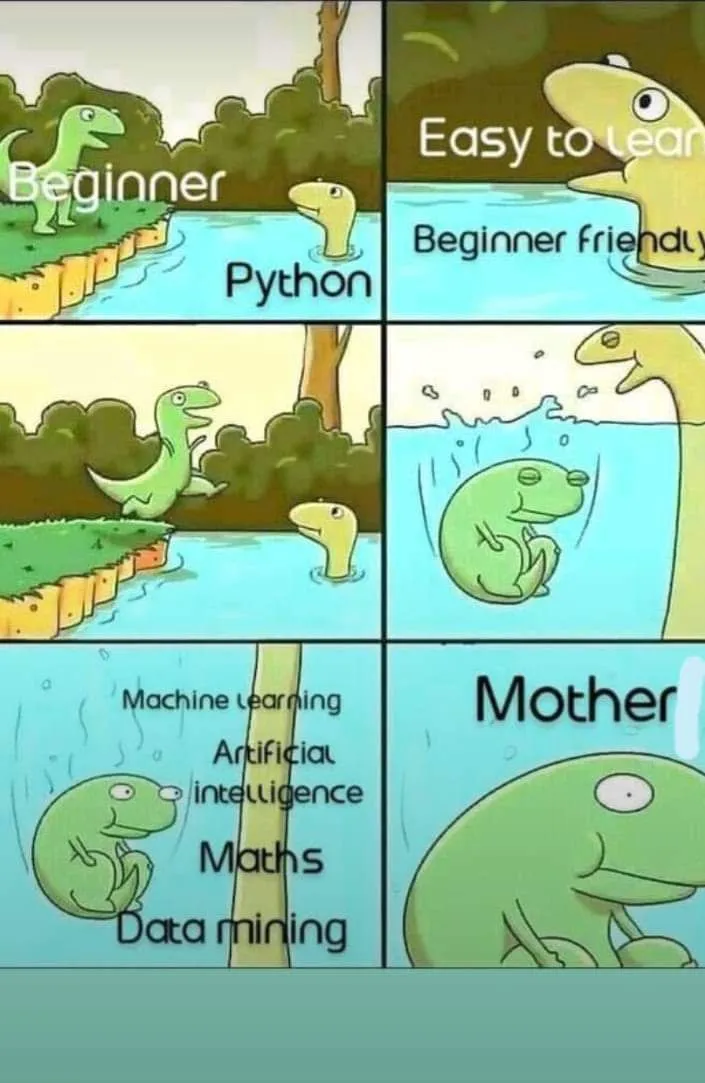 Beginner
Python
Easy to Lear
Beginner friendly
Machine Learning
Artificial
intelligence
Maths
Data mining
Mother